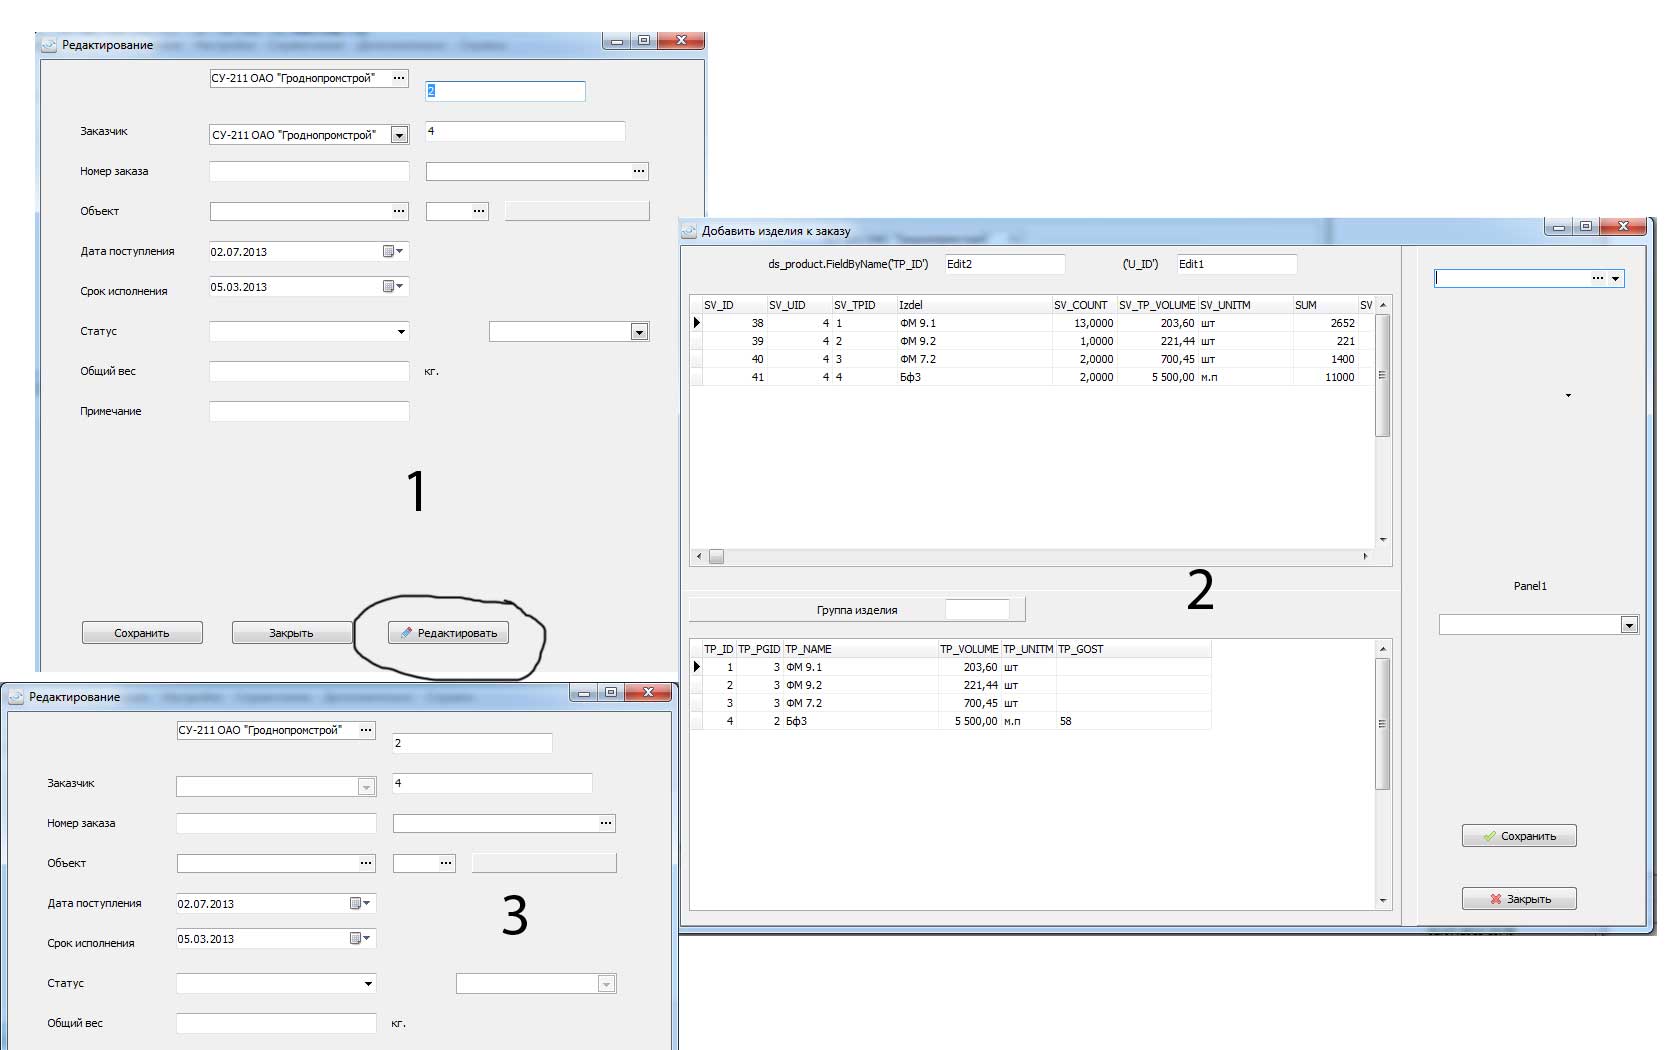 Редактирование
СУ-211 ОАО "Гроднопромстрой" ...
2
Заказчик СУ-211 ОАО "Гроднопромстрой" 4
Номер заказа ...
Объект ... ...
Дата поступления 02.07.2013
Срок исполнения 05.03.2013
Статус
Общий вес кг.
Примечание
1
Сохранить Закрыть Редактировать
Добавить изделия к заказу
ds_product.FieldByName('TP_ID') Edit2 ('U_ID') Edit1
...
SV_ID SV_UID SV_TPID Izdel SV_COUNT SV_TP_VOLUME SV_UNITM SUM SV
38 4 1 ФМ 9.1 13,0000 203,60 шт 2652
39 4 2 ФМ 9.2 1,0000 221,44 шт 221
40 4 3 ФМ 7.2 2,0000 700,45 шт 1400
41 4 4 Бф3 2,0000 5 500,00 м.п 11000
2
Panel1
Группа изделия
TP_ID TP_PGID TP_NAME TP_VOLUME TP_UNITM TP_GOST
1 3 ФМ 9.1 203,60 шт
2 3 ФМ 9.2 221,44 шт
3 3 ФМ 7.2 700,45 шт
4 2 Бф3 5 500,00 м.п 58
Сохранить
Закрыть
Редактирование
СУ-211 ОАО "Гроднопромстрой" ...
2
Заказчик 4
Номер заказа ...
Объект ... ...
Дата поступления 02.07.2013
3
Срок исполнения 05.03.2013
Статус
Общий вес кг.